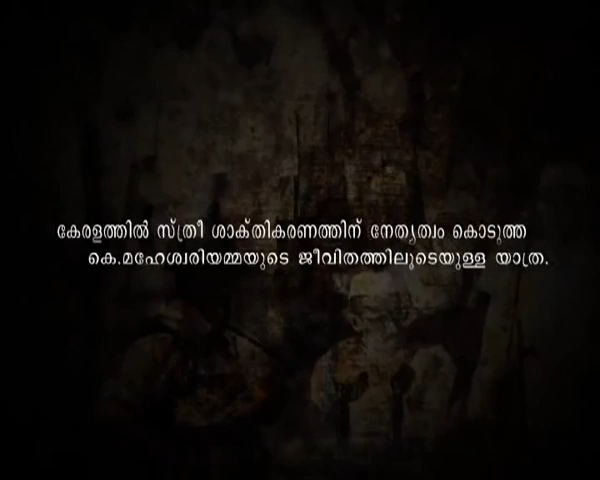 കേരളത്തിൽ സ്ത്രീ ശാക്തികരണത്തിന് നേതൃത്വം കൊടുത്ത
കെ.മഹേശ്വരിയമ്മയുടെ ജീവിതത്തിലൂടെയുള്ള യാത്ര.